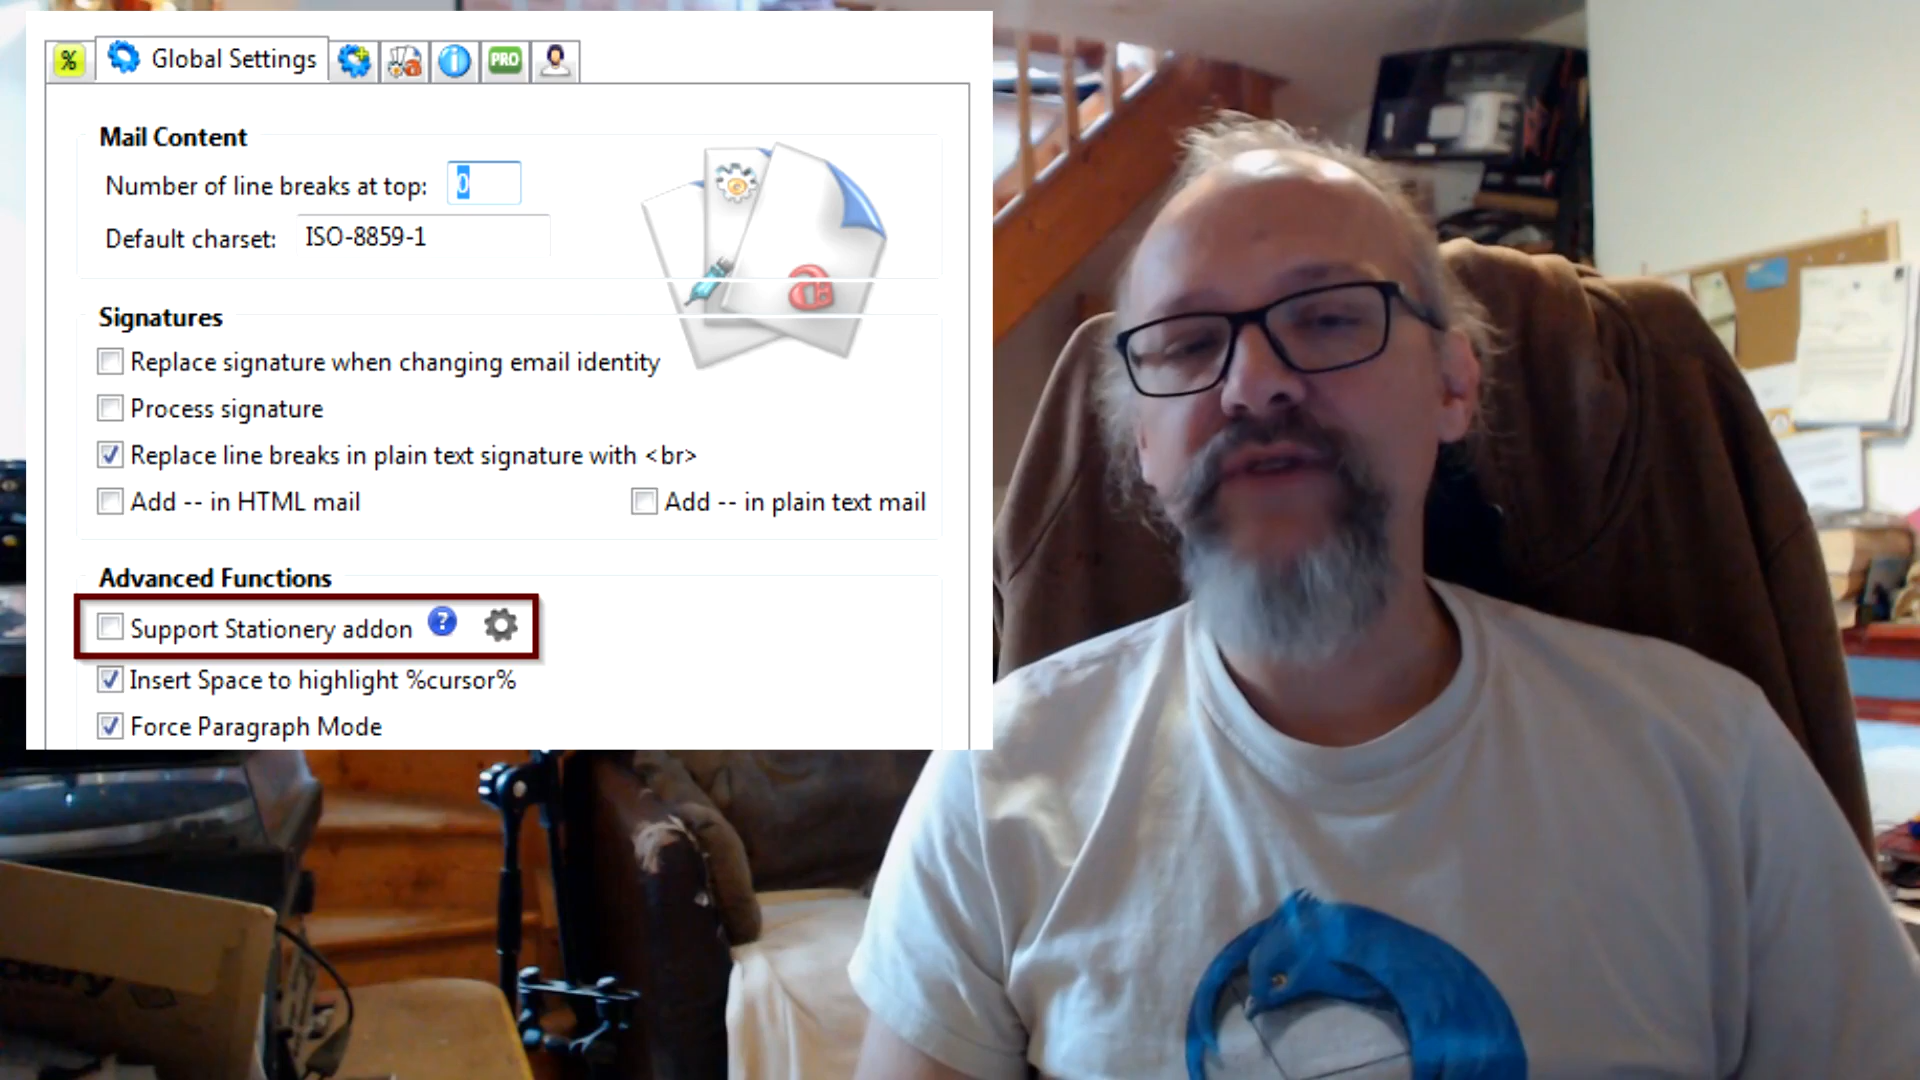 %
Global Settings
PRO
Mail Content
Number of line breaks at top: 0
Default charset: ISO-8859-1
Signatures
Replace signature when changing email identity
Process signature
Replace line breaks in plain text signature with <br>
Add -- in HTML mail
Add -- in plain text mail
Advanced Functions
Support Stationery addon ?
Insert Space to highlight %cursor%
Force Paragraph Mode